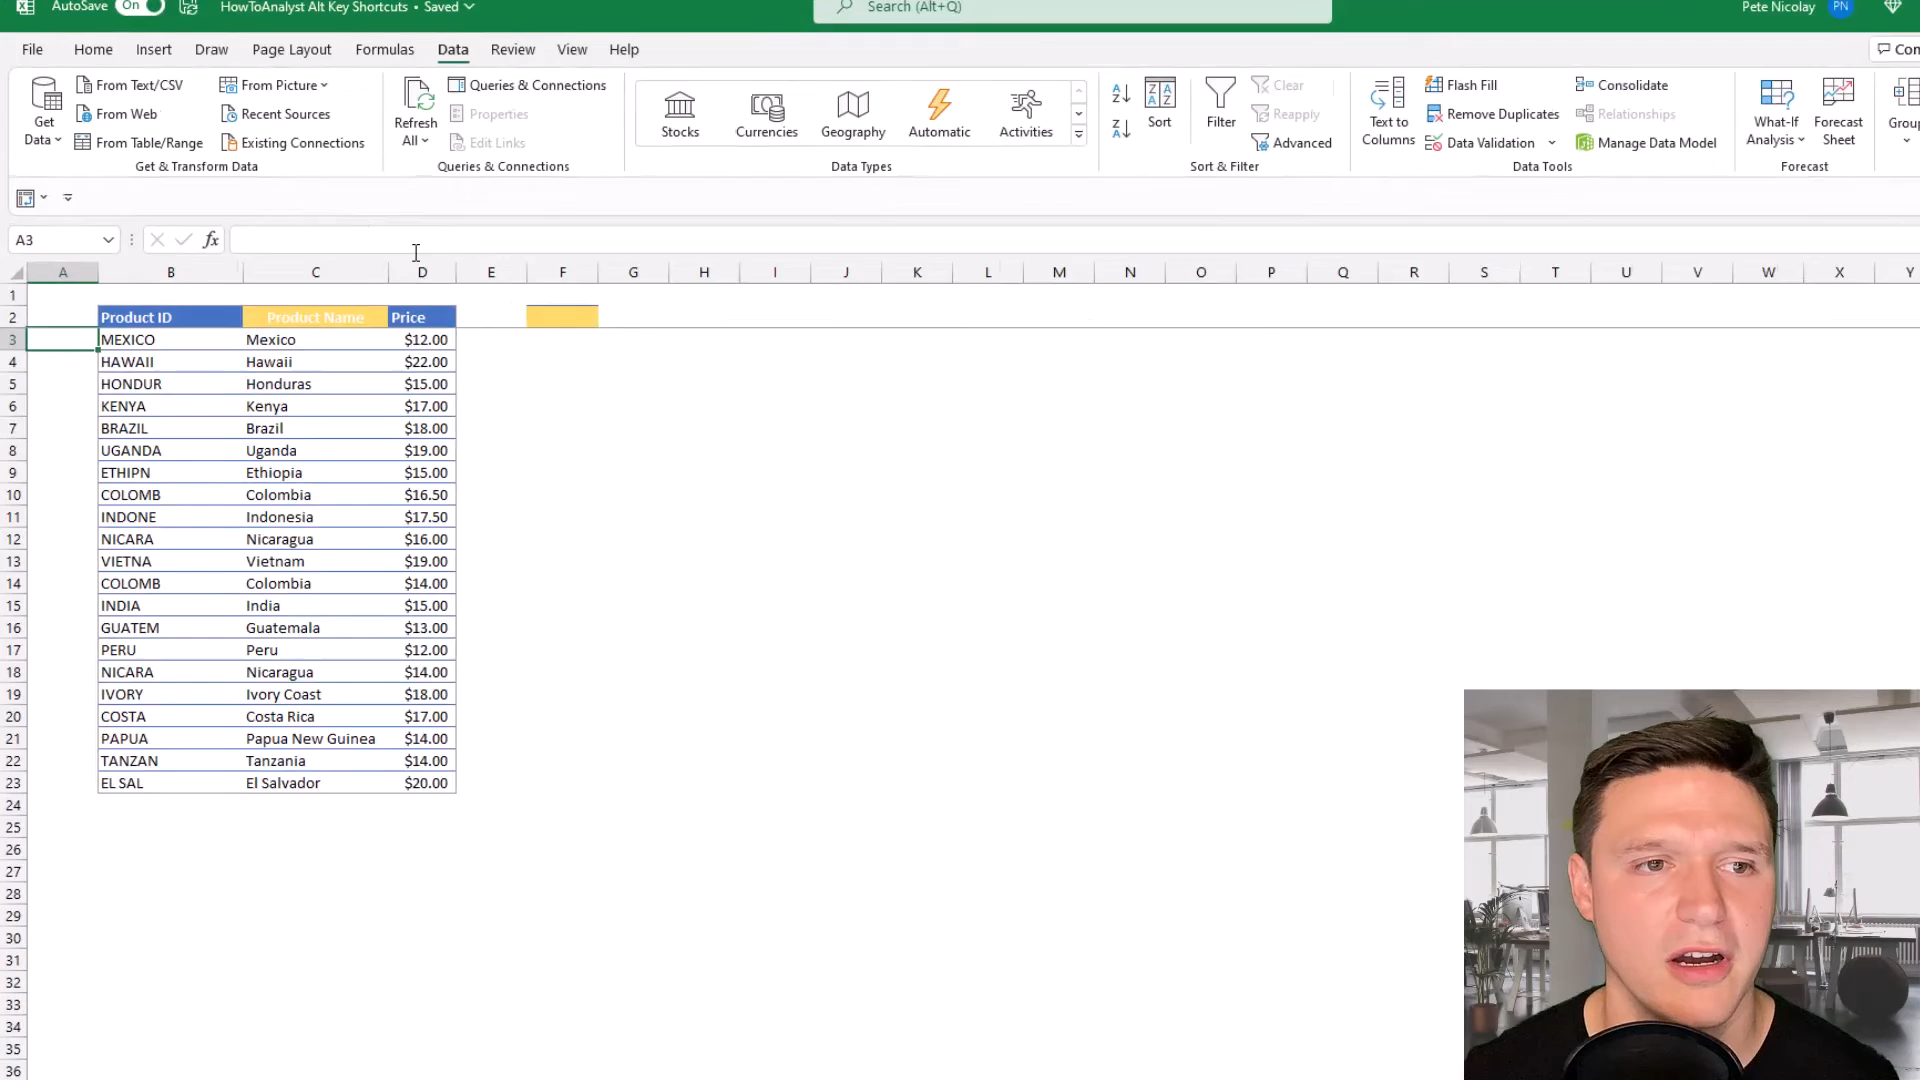 AutoSave On HowToAnalyst Alt Key Shortcuts • Saved Search (Alt+Q) Pete Nicolay PN
File Home Insert Draw Page Layout Formulas Data Review View Help Com
Get Data
From Text/CSV
From Web
From Table/Range
From Picture
Recent Sources
Existing Connections
Get & Transform Data
Refresh All
Queries & Connections
Properties
Edit Links
Queries & Connections
Stocks Currencies Geography Automatic Activities
Data Types
Sort
Filter
Clear
Reapply
Advanced
Sort & Filter
Text to Columns
Flash Fill
Remove Duplicates
Data Validation
Consolidate
Relationships
Manage Data Model
Data Tools
What-If Analysis
Forecast Sheet
Forecast
Group
A3 fx
A B C D E F G H I J K L M N O P Q R S T U V W X Y
1
2 Product ID Product Name Price
3 MEXICO Mexico $12.00
4 HAWAII Hawaii $22.00
5 HONDUR Honduras $15.00
6 KENYA Kenya $17.00
7 BRAZIL Brazil $18.00
8 UGANDA Uganda $19.00
9 ETHIPN Ethiopia $15.00
10 COLOMB Colombia $16.50
11 INDONE Indonesia $17.50
12 NICARA Nicaragua $16.00
13 VIETNA Vietnam $19.00
14 COLOMB Colombia $14.00
15 INDIA India $15.00
16 GUATEM Guatemala $13.00
17 PERU Peru $12.00
18 NICARA Nicaragua $14.00
19 IVORY Ivory Coast $18.00
20 COSTA Costa Rica $17.00
21 PAPUA Papua New Guinea $14.00
22 TANZAN Tanzania $14.00
23 EL SAL El Salvador $20.00
24
25
26
27
28
29
30
31
32
33
34
35
36